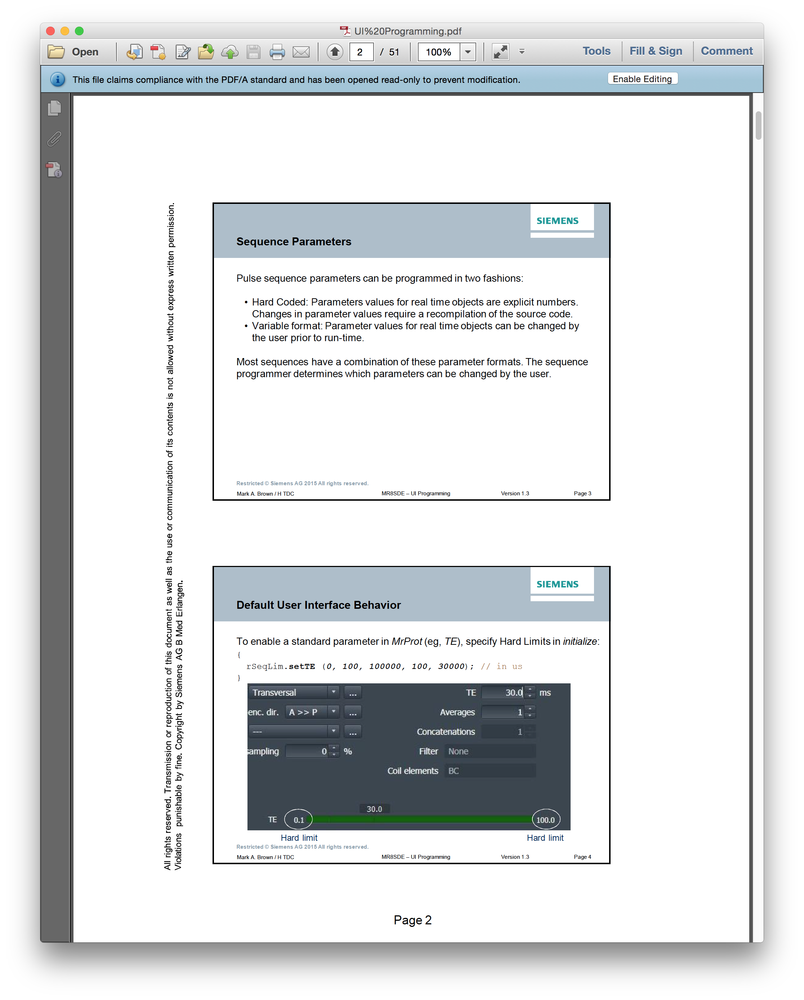 UI%20Programming.pdf
Open
2 / 51
100%
Tools
Fill & Sign
Comment
This file claims compliance with the PDF/A standard and has been opened read-only to prevent modification.
Enable Editing
All rights reserved. Transmission or reproduction of this document as well as the use or communication of its contents is not allowed without express written permission.
Violations punishable by fine. Copyright by Siemens AG B Med Erlangen.
SIEMENS
Sequence Parameters
Pulse sequence parameters can be programmed in two fashions:
• Hard Coded: Parameters values for real time objects are explicit numbers.
Changes in parameter values require a recompilation of the source code.
• Variable format: Parameter values for real time objects can be changed by
the user prior to run-time.
Most sequences have a combination of these parameter formats. The sequence
programmer determines which parameters can be changed by the user.
Restricted © Siemens AG 2015 All rights reserved.
Mark A. Brown / H TDC MR8SDE – UI Programming Version 1.3 Page 3
SIEMENS
Default User Interface Behavior
To enable a standard parameter in MrProt (eg, TE), specify Hard Limits in initialize:
{
rSeqLim.setTE (0, 100, 100000, 100, 30000); // in us
}
Transversal ... TE 30.0 ms
enc. dir. A >> P ... Averages 1
--- ... Concatenations 1
sampling 0 % Filter None
Coil elements BC
30.0
TE 0.1 100.0
Hard limit Hard limit
Restricted © Siemens AG 2015 All rights reserved.
Mark A. Brown / H TDC MR8SDE – UI Programming Version 1.3 Page 4
Page 2